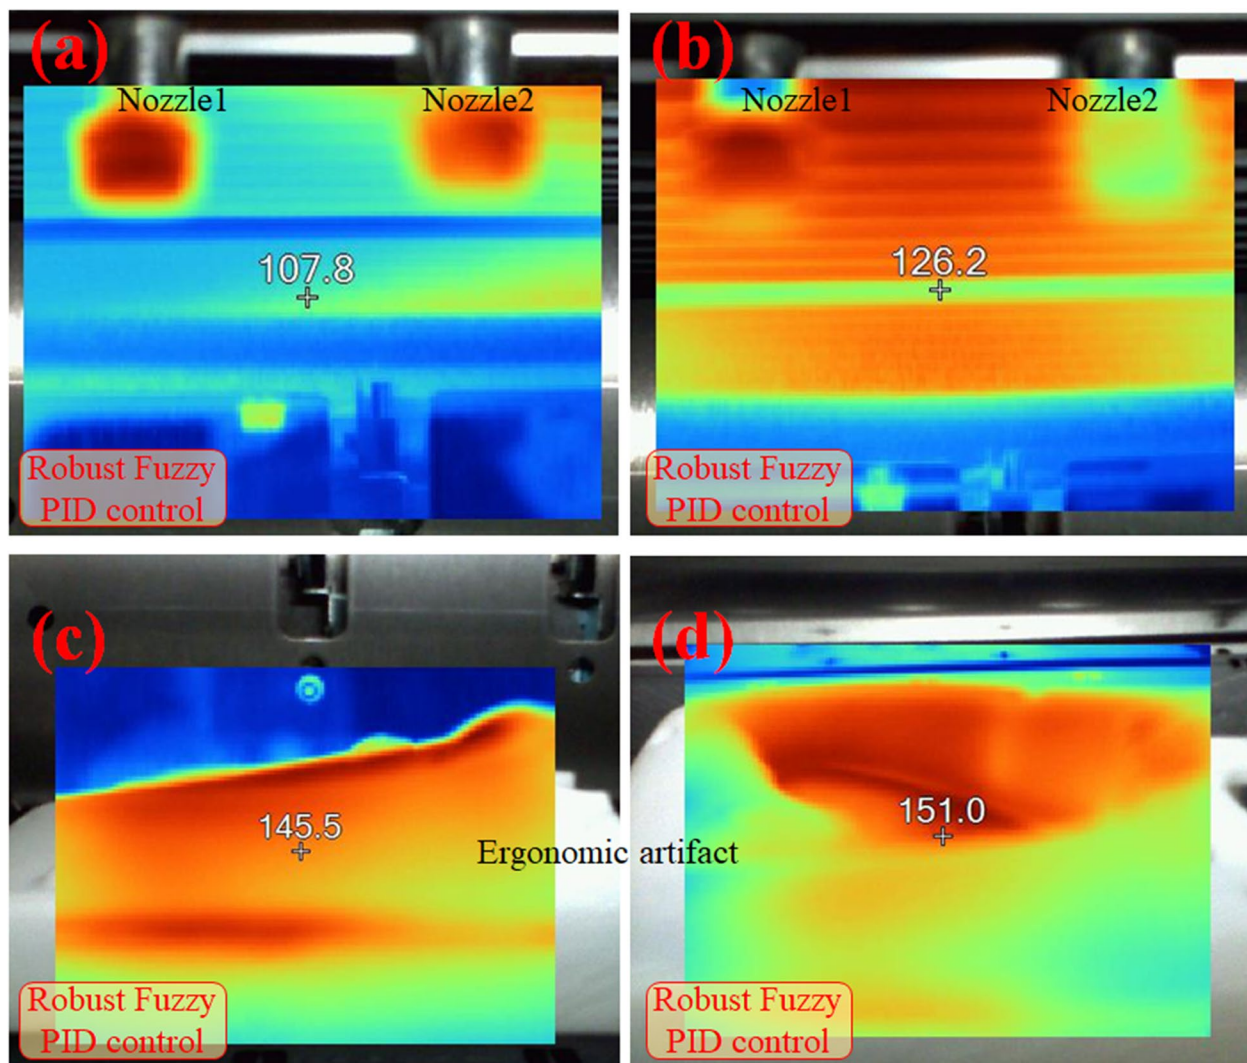 (a)
Nozzle1
Nozzle2
107.8
Robust Fuzzy
PID control
(b)
Nozzle1
Nozzle2
126.2
Robust Fuzzy
PID control
(c)
145.5
Ergonomic artifact
Robust Fuzzy
PID control
(d)
151.0
Robust Fuzzy
PID control